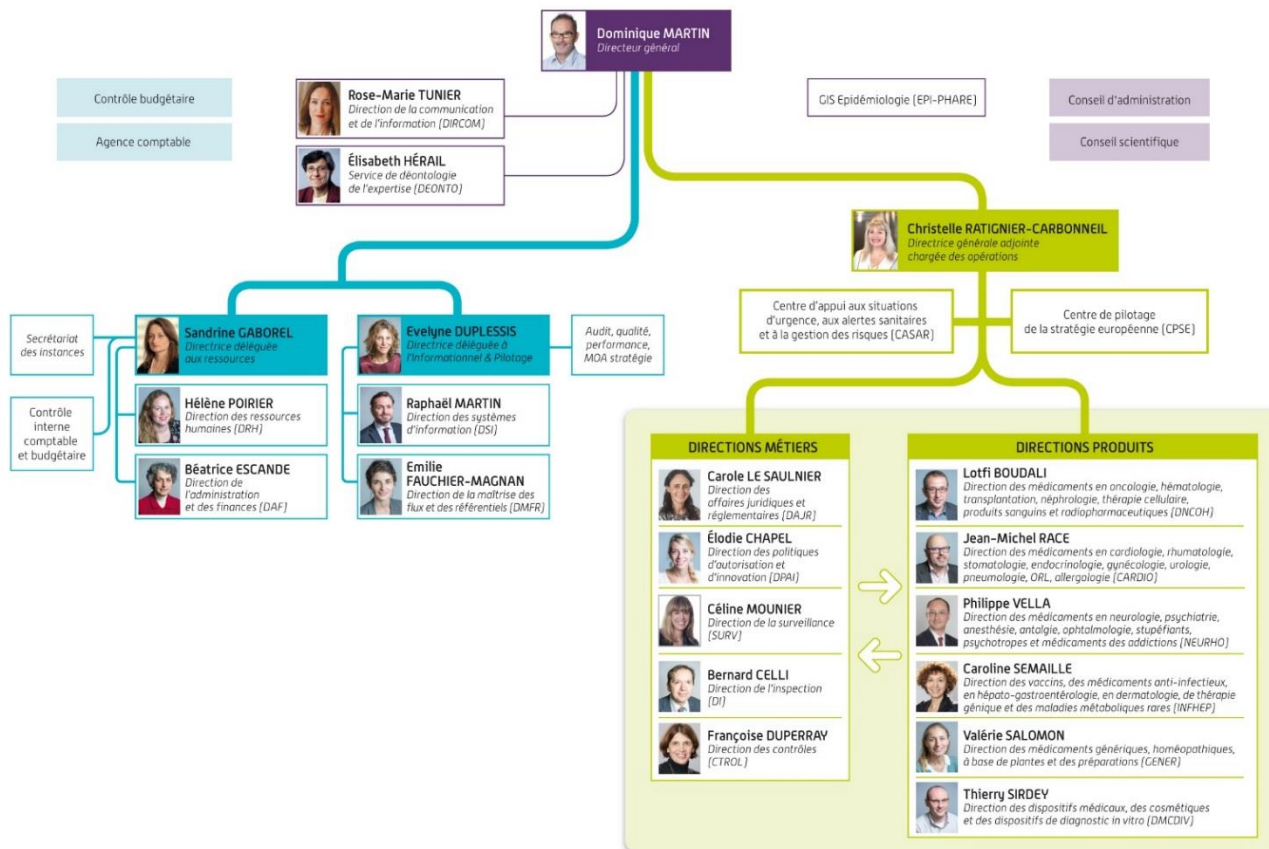 Dominique MARTIN
Directeur général
Contrôle budgétaire
Agence comptable
Rose-Marie TUNIER
Direction de la communication
et de l'information (DIRCOM)
Élisabeth HÉRAIL
Service de déontologie
de l'expertise (DEONTO)
GIS Epidémiologie (EPI-PHARE)
Conseil d'administration
Conseil scientifique
Christelle RATIGNIER-CARBONNEIL
Directrice générale adjointe
chargée des opérations
Secrétariat
des instances
Sandrine GABOREL
Directrice déléguée
aux ressources
Evelyne DUPLESSIS
Directrice déléguée à
l'Informationnel & Pilotage
Audit, qualité,
performance,
MOA stratégie
Centre d'appui aux situations
d'urgence, aux alertes sanitaires
et à la gestion des risques (CASAR)
Centre de pilotage
de la stratégie européenne (CPSE)
Contrôle
interne
comptable
et budgétaire
Hélène POIRIER
Direction des ressources
humaines (DRH)
Raphaël MARTIN
Direction des systèmes
d'information (DSI)
Béatrice ESCANDE
Direction de
l'administration
et des finances (DAF)
Emilie
FAUCHIER-MAGNAN
Direction de la maîtrise des
flux et des référentiels (DMFR)
DIRECTIONS MÉTIERS
Carole LE SAULNIER
Direction des
affaires juridiques et
réglementaires (DAJR)
Élodie CHAPEL
Direction des politiques
d'autorisation et
d'innovation (DPAI)
Céline MOUNIER
Direction de la surveillance
(SURV)
Bernard CELLI
Direction de l'inspection
(DI)
Françoise DUPERRAY
Direction des contrôles
(CTROL)
DIRECTIONS PRODUITS
Lotfi BOUDALI
Direction des médicaments en oncologie, hématologie,
transplantation, néphrologie, thérapie cellulaire,
produits sanguins et radiopharmaceutiques (DNCOH)
Jean-Michel RACE
Direction des médicaments en cardiologie, rhumatologie,
stomatologie, endocrinologie, gynécologie, urologie,
pneumologie, ORL, allergologie (CARDIO)
Philippe VELLA
Direction des médicaments en neurologie, psychiatrie,
anesthésie, antalgie, ophtalmologie, stupéfiants,
psychotropes et médicaments des addictions (NEURHO)
Caroline SEMAILLE
Direction des vaccins, des médicaments anti-infectieux,
en hépato-gastroentérologie, en dermatologie, de thérapie
génique et des maladies métaboliques rares (INFHEP)
Valérie SALOMON
Direction des médicaments génériques, homéopathiques,
à base de plantes et des préparations (GENER)
Thierry SIRDEY
Direction des dispositifs médicaux, des cosmétiques
et des dispositifs de diagnostic in vitro (DMCDIV)